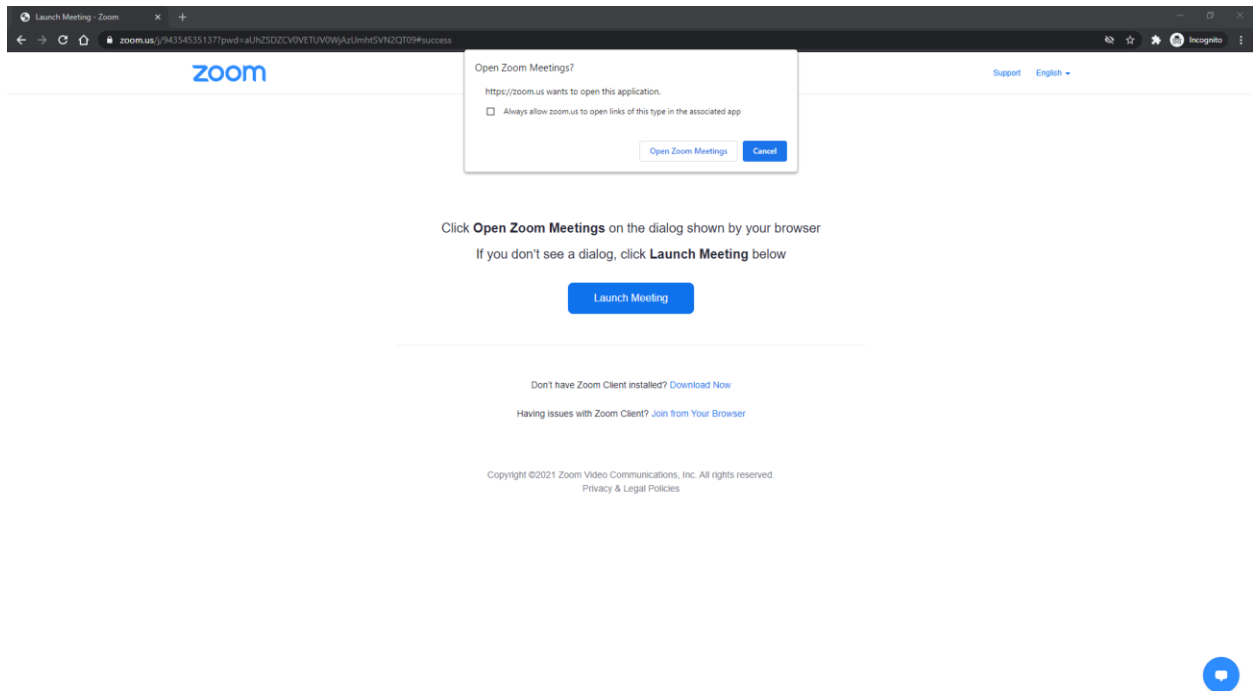 Launch Meeting - Zoom
zoom.us/j/94354535137?pwd=aUhZSDZCV0VETUV0WjAzUmhtSVN2QT09#success
Incognito
zoom
Support English
Open Zoom Meetings?
https://zoom.us wants to open this application.
Always allow zoom.us to open links of this type in the associated app
Open Zoom Meetings Cancel
Click Open Zoom Meetings on the dialog shown by your browser
If you don't see a dialog, click Launch Meeting below
Launch Meeting
Don't have Zoom Client installed? Download Now
Having issues with Zoom Client? Join from Your Browser
Copyright ©2021 Zoom Video Communications, Inc. All rights reserved.
Privacy & Legal Policies